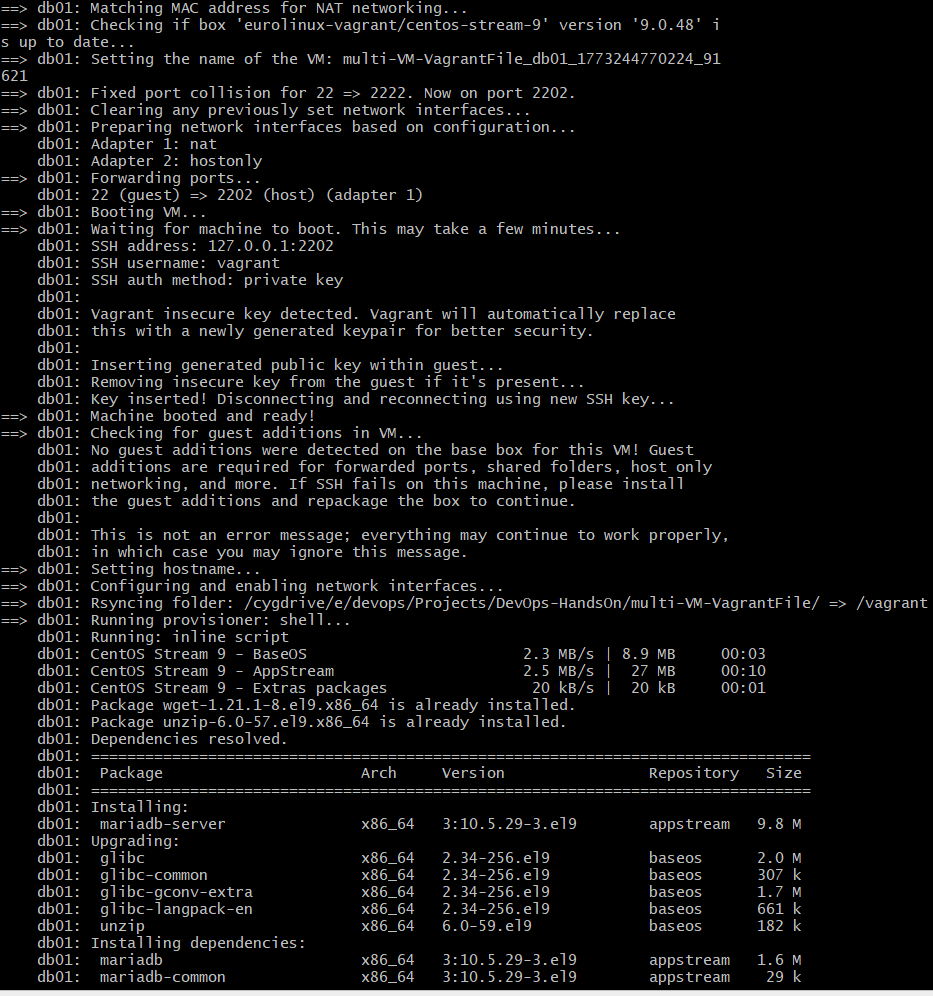 ==> db01: Matching MAC address for NAT networking...
==> db01: Checking if box 'eurolinux-vagrant/centos-stream-9' version '9.0.48' i
s up to date...
==> db01: Setting the name of the VM: multi-VM-VagrantFile_db01_1773244770224_91
621
==> db01: Fixed port collision for 22 => 2222. Now on port 2202.
==> db01: Clearing any previously set network interfaces...
==> db01: Preparing network interfaces based on configuration...
    db01: Adapter 1: nat
    db01: Adapter 2: hostonly
==> db01: Forwarding ports...
    db01: 22 (guest) => 2202 (host) (adapter 1)
==> db01: Booting VM...
==> db01: Waiting for machine to boot. This may take a few minutes...
    db01: SSH address: 127.0.0.1:2202
    db01: SSH username: vagrant
    db01: SSH auth method: private key
    db01:
    db01: Vagrant insecure key detected. Vagrant will automatically replace
    db01: this with a newly generated keypair for better security.
    db01:
    db01: Inserting generated public key within guest...
    db01: Removing insecure key from the guest if it's present...
    db01: Key inserted! Disconnecting and reconnecting using new SSH key...
==> db01: Machine booted and ready!
==> db01: Checking for guest additions in VM...
    db01: No guest additions were detected on the base box for this VM! Guest
    db01: additions are required for forwarded ports, shared folders, host only
    db01: networking, and more. If SSH fails on this machine, please install
    db01: the guest additions and repackage the box to continue.
    db01:
    db01: This is not an error message; everything may continue to work properly,
    db01: in which case you may ignore this message.
==> db01: Setting hostname...
==> db01: Configuring and enabling network interfaces...
==> db01: Rsyncing folder: /cygdrive/e/devops/Projects/DevOps-HandsOn/multi-VM-VagrantFile/ => /vagrant
==> db01: Running provisioner: shell...
    db01: Running: inline script
    db01: CentOS Stream 9 - BaseOS                        2.3 MB/s | 8.9 MB     00:03
    db01: CentOS Stream 9 - AppStream                     2.5 MB/s |  27 MB     00:10
    db01: CentOS Stream 9 - Extras packages                20 kB/s |  20 kB     00:01
    db01: Package wget-1.21.1-8.el9.x86_64 is already installed.
    db01: Package unzip-6.0-57.el9.x86_64 is already installed.
    db01: Dependencies resolved.
    db01: ================================================================================
    db01:  Package                      Arch     Version                Repository   Size
    db01: ================================================================================
    db01: Installing:
    db01:  mariadb-server               x86_64   3:10.5.29-3.el9        appstream   9.8 M
    db01: Upgrading:
    db01:  glibc                        x86_64   2.34-256.el9           baseos      2.0 M
    db01:  glibc-common                 x86_64   2.34-256.el9           baseos      307 k
    db01:  glibc-gconv-extra            x86_64   2.34-256.el9           baseos      1.7 M
    db01:  glibc-langpack-en            x86_64   2.34-256.el9           baseos      661 k
    db01:  unzip                        x86_64   6.0-59.el9             baseos      182 k
    db01: Installing dependencies:
    db01:  mariadb                      x86_64   3:10.5.29-3.el9        appstream   1.6 M
    db01:  mariadb-common               x86_64   3:10.5.29-3.el9        appstream    29 k